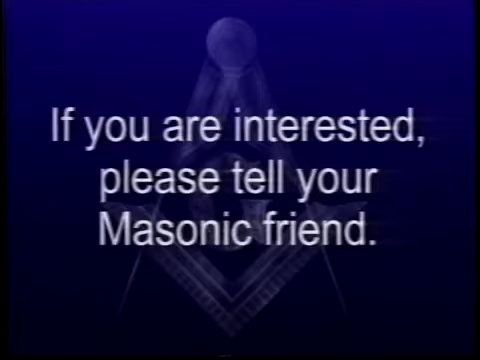 If you are interested,
please tell your
Masonic friend.